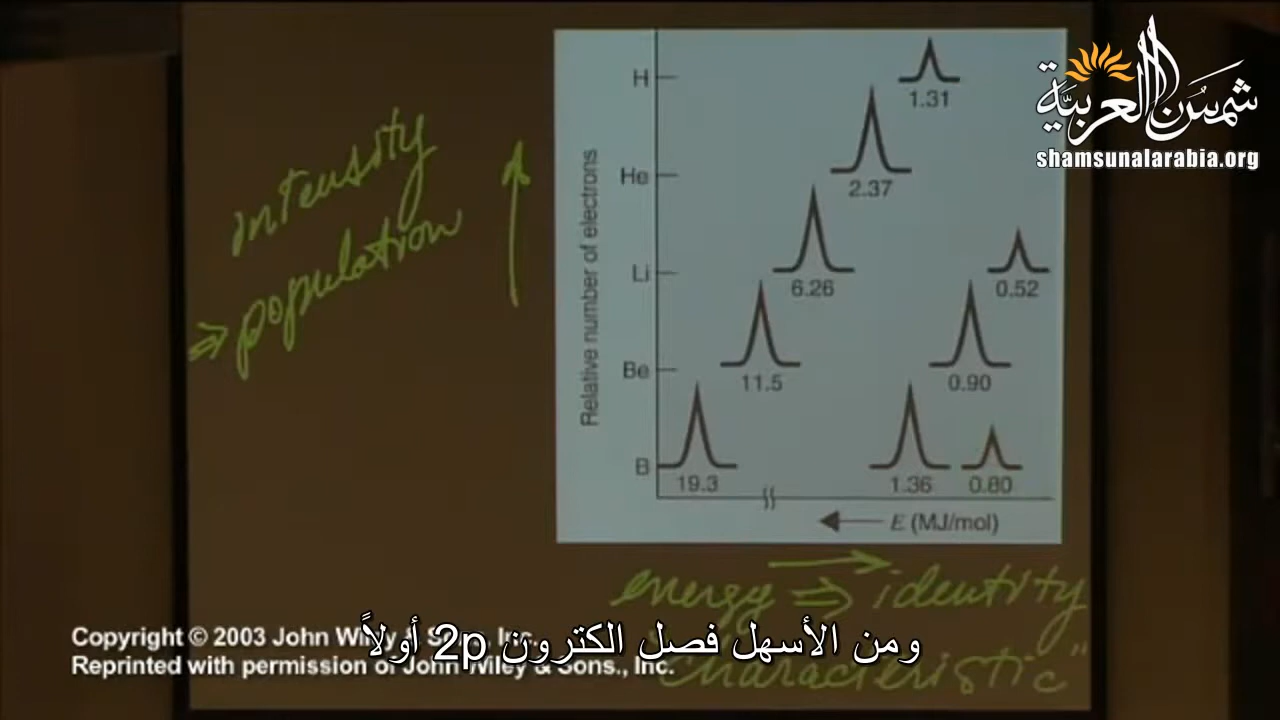 شمسُنا العربيّة
shamsunalarabia.org
intensity
⇒ population
Relative number of electrons
H
1.31
He
2.37
Li
6.26
0.52
Be
11.5
0.90
B
19.3
1.36
0.80
E (MJ/mol)
energy ⇒ identity
"characteristic"
ومن الأسهل فصل الكترون 2p أولاً
Copyright © 2003 John Wiley & Sons., Inc.
Reprinted with permission of John Wiley & Sons., Inc.